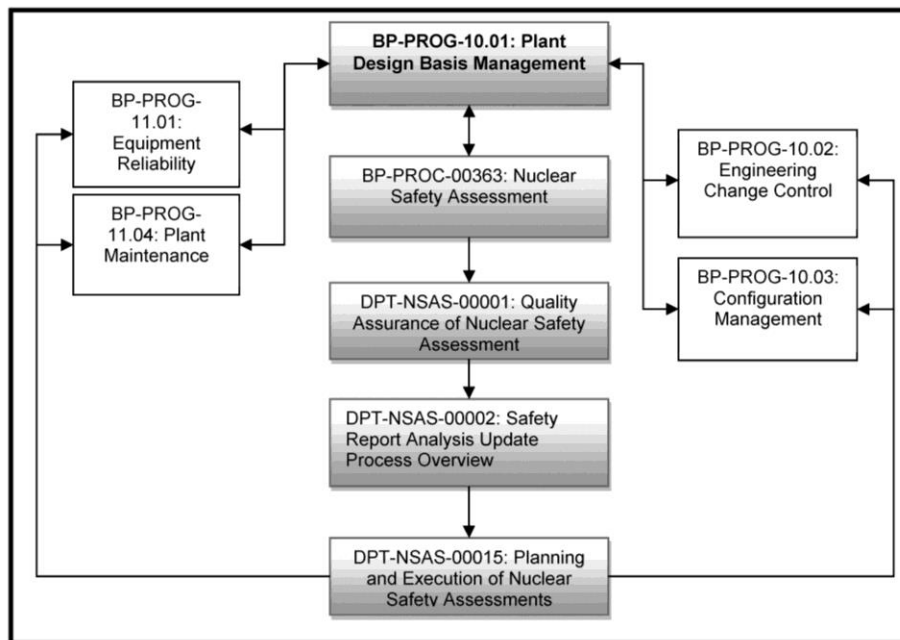 BP-PROG-10.01: Plant
Design Basis Management
BP-PROG-
11.01:
Equipment
Reliability
BP-PROG-
11.04: Plant
Maintenance
BP-PROC-00363: Nuclear
Safety Assessment
BP-PROG-10.02:
Engineering
Change Control
BP-PROG-10.03:
Configuration
Management
DPT-NSAS-00001: Quality
Assurance of Nuclear Safety
Assessment
DPT-NSAS-00002: Safety
Report Analysis Update
Process Overview
DPT-NSAS-00015: Planning
and Execution of Nuclear
Safety Assessments